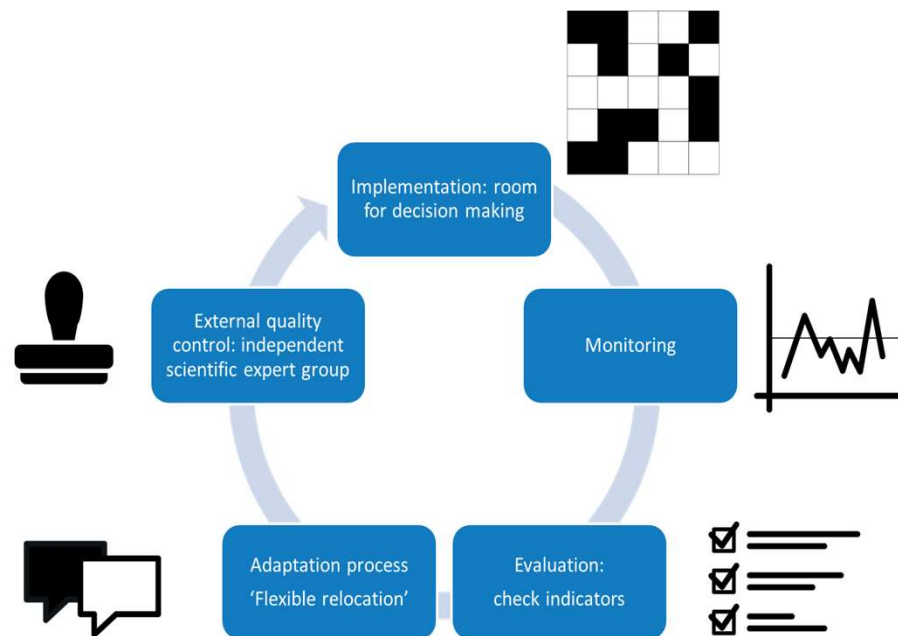 Implementation: room
for decision making
External quality
control: independent
scientific expert group
Monitoring
Adaptation process
‘Flexible relocation’
Evaluation:
check indicators